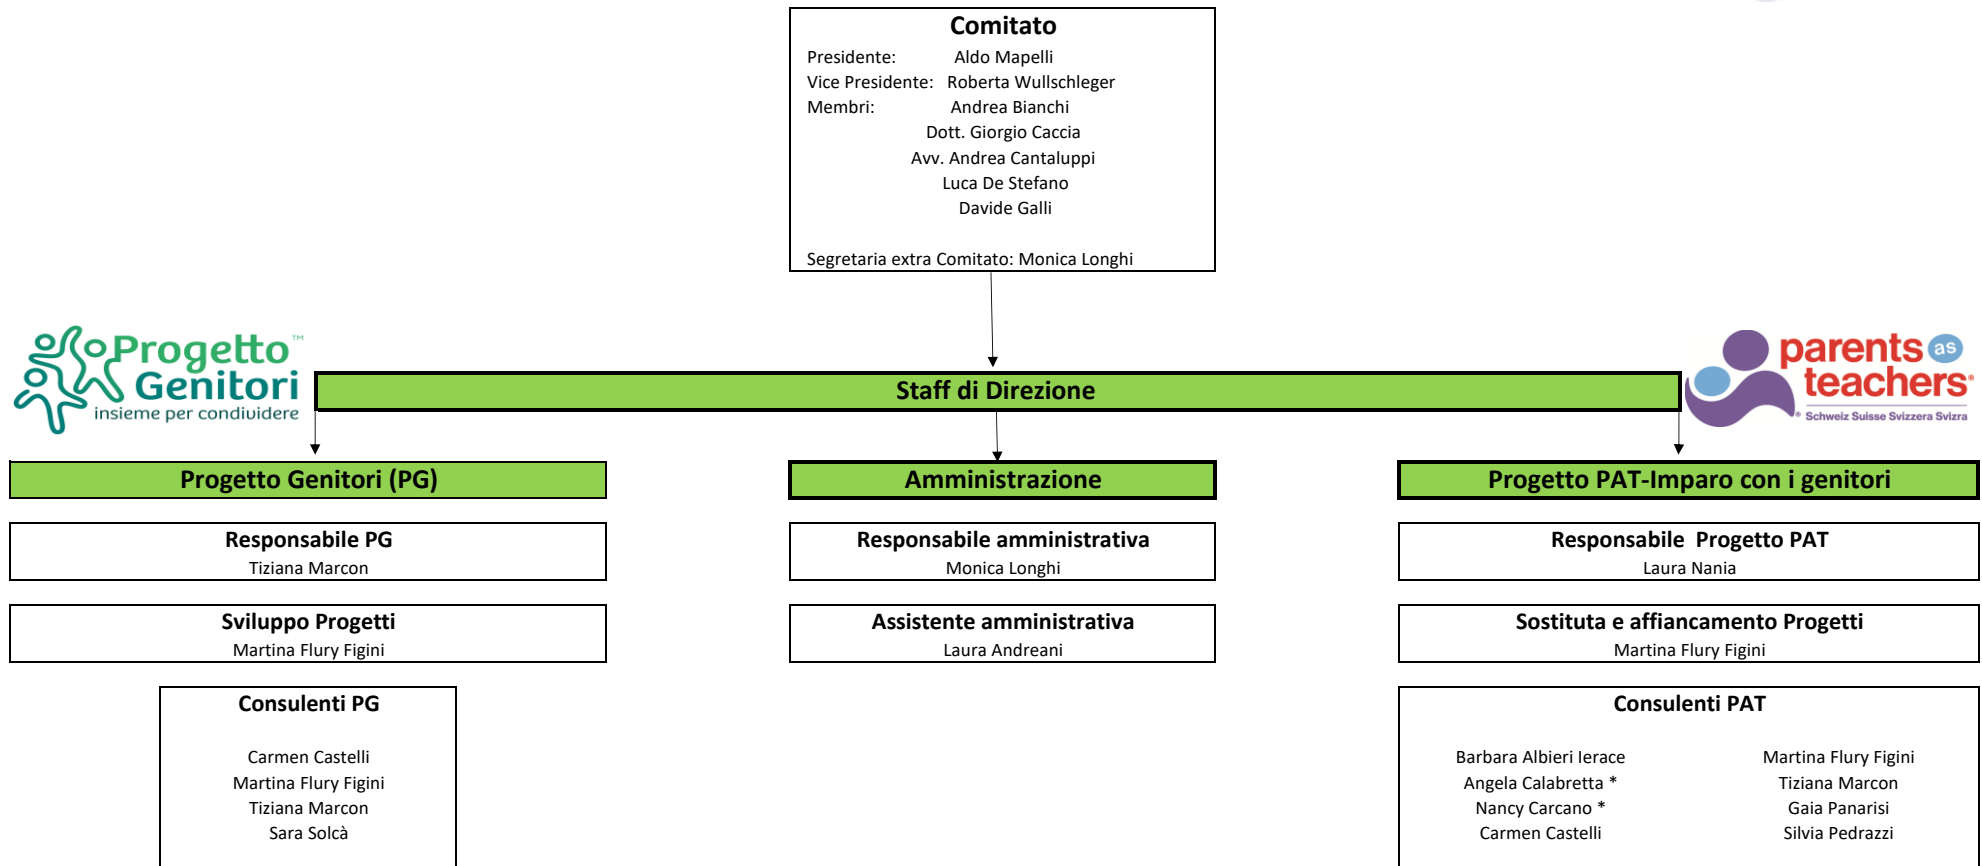 Comitato
Presidente: Aldo Mapelli
Vice Presidente: Roberta Wullschleger
Membri: Andrea Bianchi
Dott. Giorgio Caccia
Avv. Andrea Cantaluppi
Luca De Stefano
Davide Galli
Segretaria extra Comitato: Monica Longhi
Progetto™
Genitori
insieme per condividere
Staff di Direzione
parents as
teachers®
® Schweiz Suisse Svizzera Svizra
Progetto Genitori (PG)
Responsabile PG
Tiziana Marcon
Sviluppo Progetti
Martina Flury Figini
Consulenti PG
Carmen Castelli
Martina Flury Figini
Tiziana Marcon
Sara Solcà
Amministrazione
Responsabile amministrativa
Monica Longhi
Assistente amministrativa
Laura Andreani
Progetto PAT-Imparo con i genitori
Responsabile Progetto PAT
Laura Nania
Sostituta e affiancamento Progetti
Martina Flury Figini
Consulenti PAT
Barbara Albieri Ierace
Angela Calabretta *
Nancy Carcano *
Carmen Castelli
Martina Flury Figini
Tiziana Marcon
Gaia Panarisi
Silvia Pedrazzi